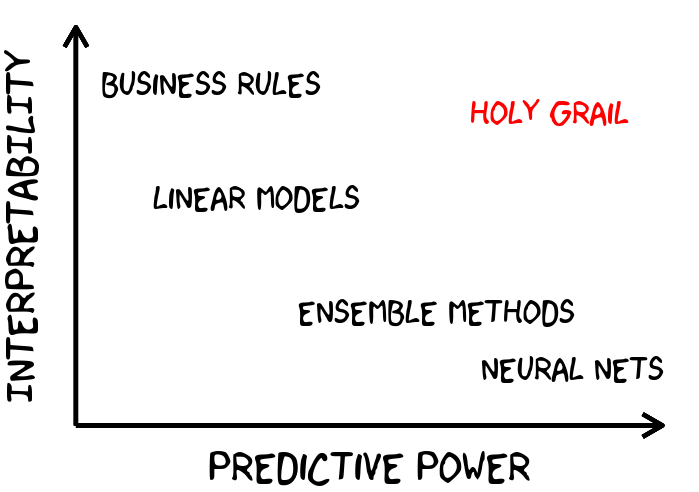 INTERPRETABILITY
BUSINESS RULES
HOLY GRAIL
LINEAR MODELS
ENSEMBLE METHODS
NEURAL NETS
PREDICTIVE POWER